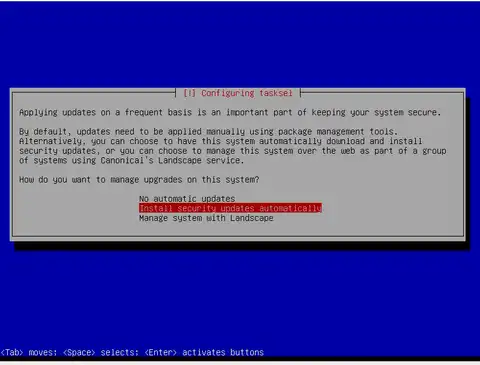 [!] Configuring tasksel
Applying updates on a frequent basis is an important part of keeping your system secure.
By default, updates need to be applied manually using package management tools.
Alternatively, you can choose to have this system automatically download and install
security updates, or you can choose to manage this system over the web as part of a group
of systems using Canonical's Landscape service.
How do you want to manage upgrades on this system?
No automatic updates
Install security updates automatically
Manage system with Landscape
<Tab> moves; <Space> selects; <Enter> activates buttons